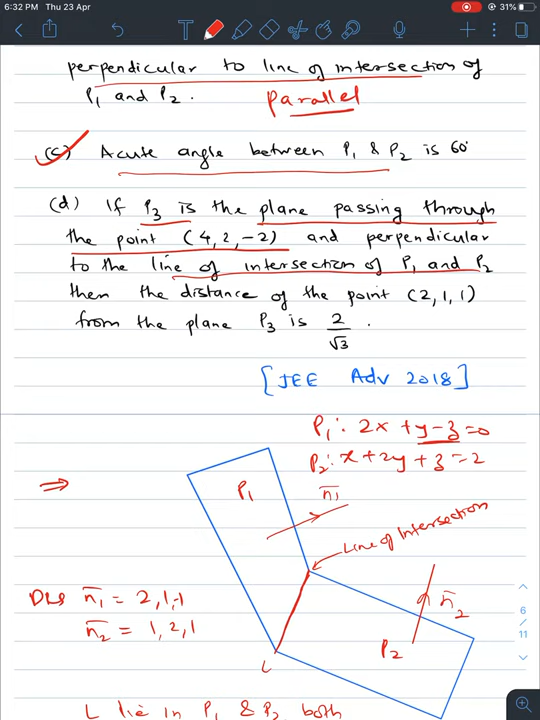 6:32 PM Thu 23 Apr
31%
T
perpendicular to line of intersection of
P₁ and P₂. parallel
(c) Acute angle between P₁ & P₂ is 60°
(d) If P₃ is the plane passing through
the point (4, 2, -2) and perpendicular
to the line of intersection of P₁ and P₂
then the distance of the point (2, 1, 1)
from the plane P₃ is 2/√3 .
[JEE Adv 2018]
P₁: 2x + y - z = 0
P₂: x + 2y + z = 2
⇒
P₁
n̄₁
Line of Intersection
DRs n̄₁ = 2, 1, -1
n̄₂ = 1, 2, 1
n̄₂
P₂
L
L lie in P₁ & P₂ both
6
/
11